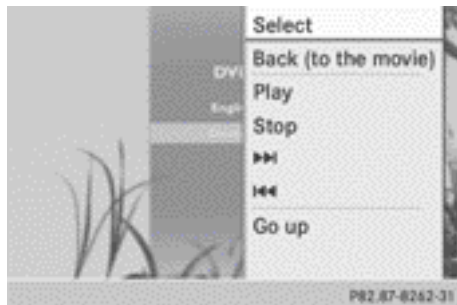 Select
Back (to the movie)
Play
Stop
⏭
⏮
Go up
P82.87-8262-31